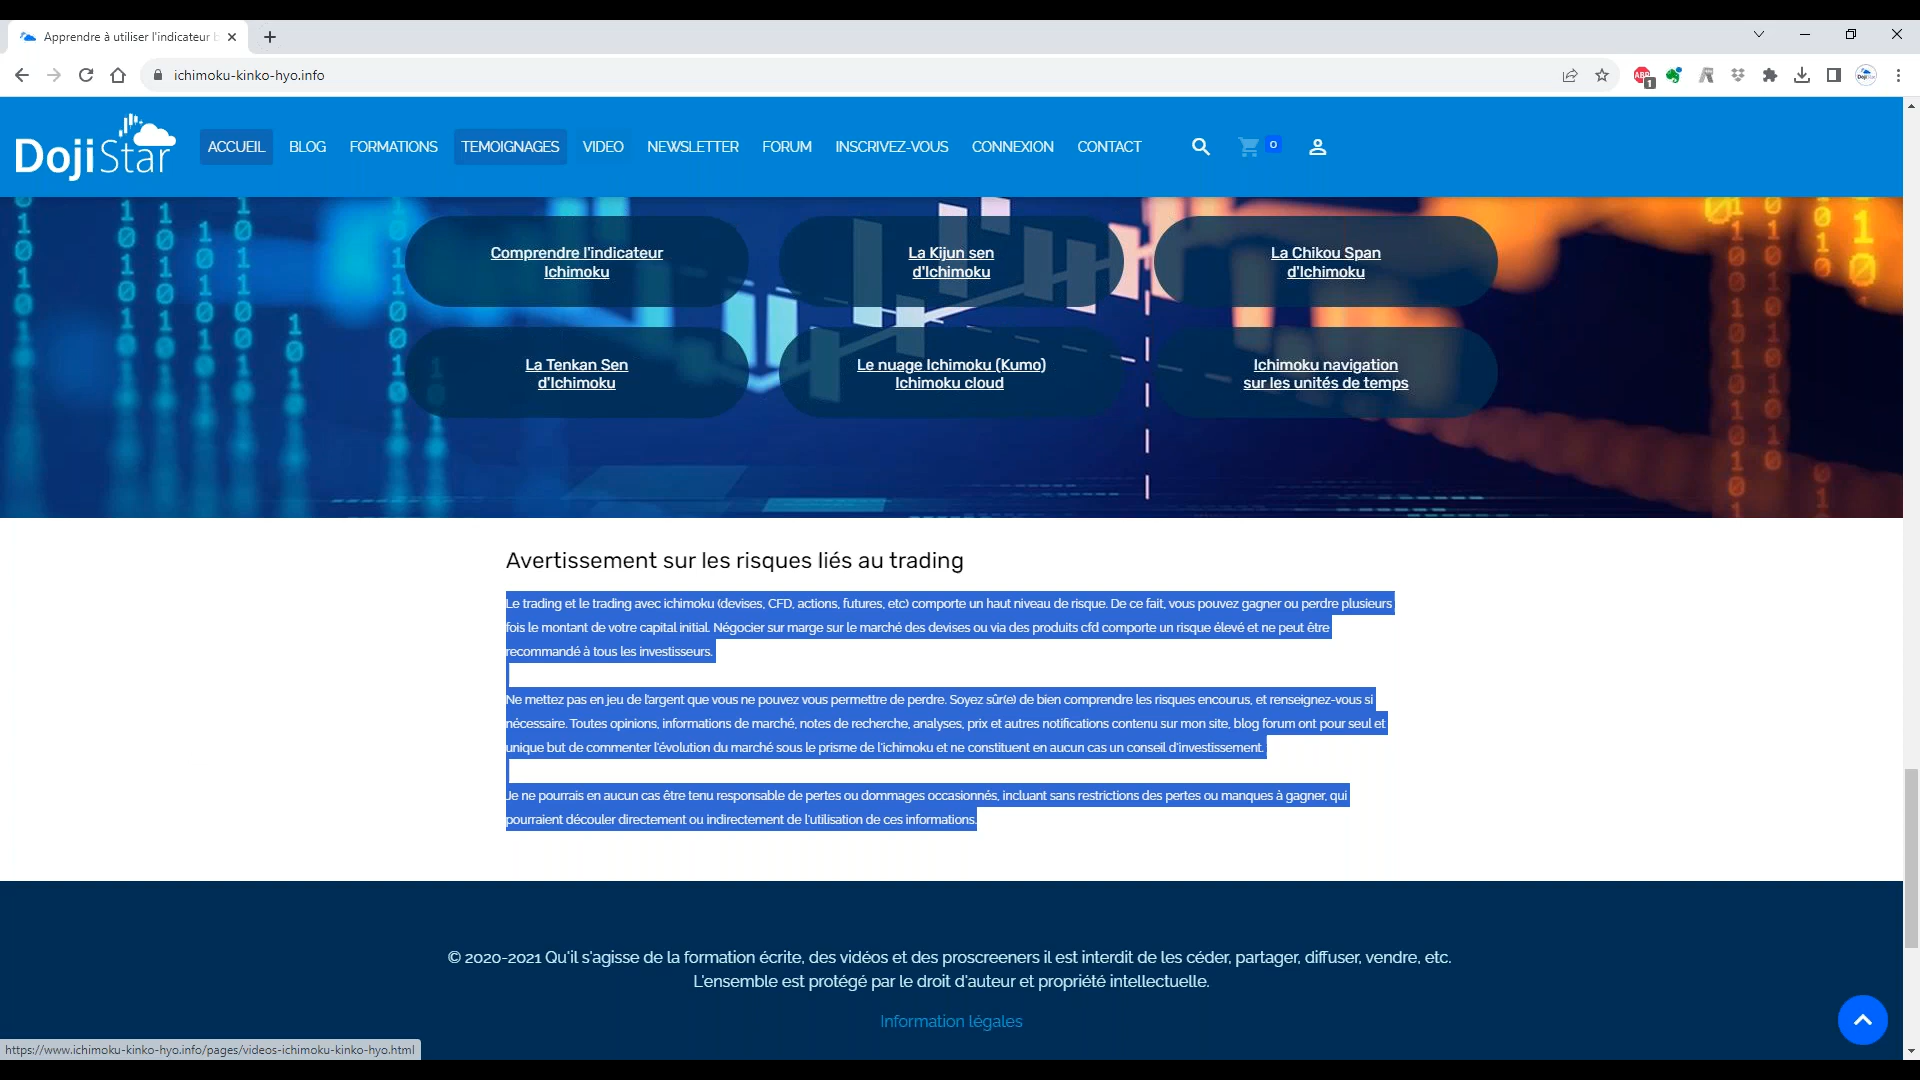 Apprendre à utiliser l'indicateur
ichimoku-kinko-hyo.info
ABP
1
DojiStar
ACCUEIL
BLOG
FORMATIONS
TEMOIGNAGES
VIDEO
NEWSLETTER
FORUM
INSCRIVEZ-VOUS
CONNEXION
CONTACT
0
Comprendre l'indicateur
Ichimoku
La Kijun sen
d'Ichimoku
La Chikou Span
d'Ichimoku
La Tenkan Sen
d'Ichimoku
Le nuage Ichimoku (Kumo)
Ichimoku cloud
Ichimoku navigation
sur les unités de temps
Avertissement sur les risques liés au trading
Le trading et le trading avec ichimoku (devises, CFD, actions, futures, etc) comporte un haut niveau de risque. De ce fait, vous pouvez gagner ou perdre plusieurs
fois le montant de votre capital initial. Négocier sur marge sur le marché des devises ou via des produits cfd comporte un risque élevé et ne peut être
recommandé à tous les investisseurs.
Ne mettez pas en jeu de l'argent que vous ne pouvez vous permettre de perdre. Soyez sûr(e) de bien comprendre les risques encourus, et renseignez-vous si
nécessaire. Toutes opinions, informations de marché, notes de recherche, analyses, prix et autres notifications contenu sur mon site, blog forum ont pour seul et
unique but de commenter l'évolution du marché sous le prisme de l'ichimoku et ne constituent en aucun cas un conseil d'investissement.
Je ne pourrais en aucun cas être tenu responsable de pertes ou dommages occasionnés, incluant sans restrictions des pertes ou manques à gagner, qui
pourraient découler directement ou indirectement de l'utilisation de ces informations.
© 2020-2021 Qu'il s'agisse de la formation écrite, des vidéos et des proscreeners il est interdit de les céder, partager, diffuser, vendre, etc.
L'ensemble est protégé par le droit d'auteur et propriété intellectuelle.
Information légales
https://www.ichimoku-kinko-hyo.info/pages/videos-ichimoku-kinko-hyo.html